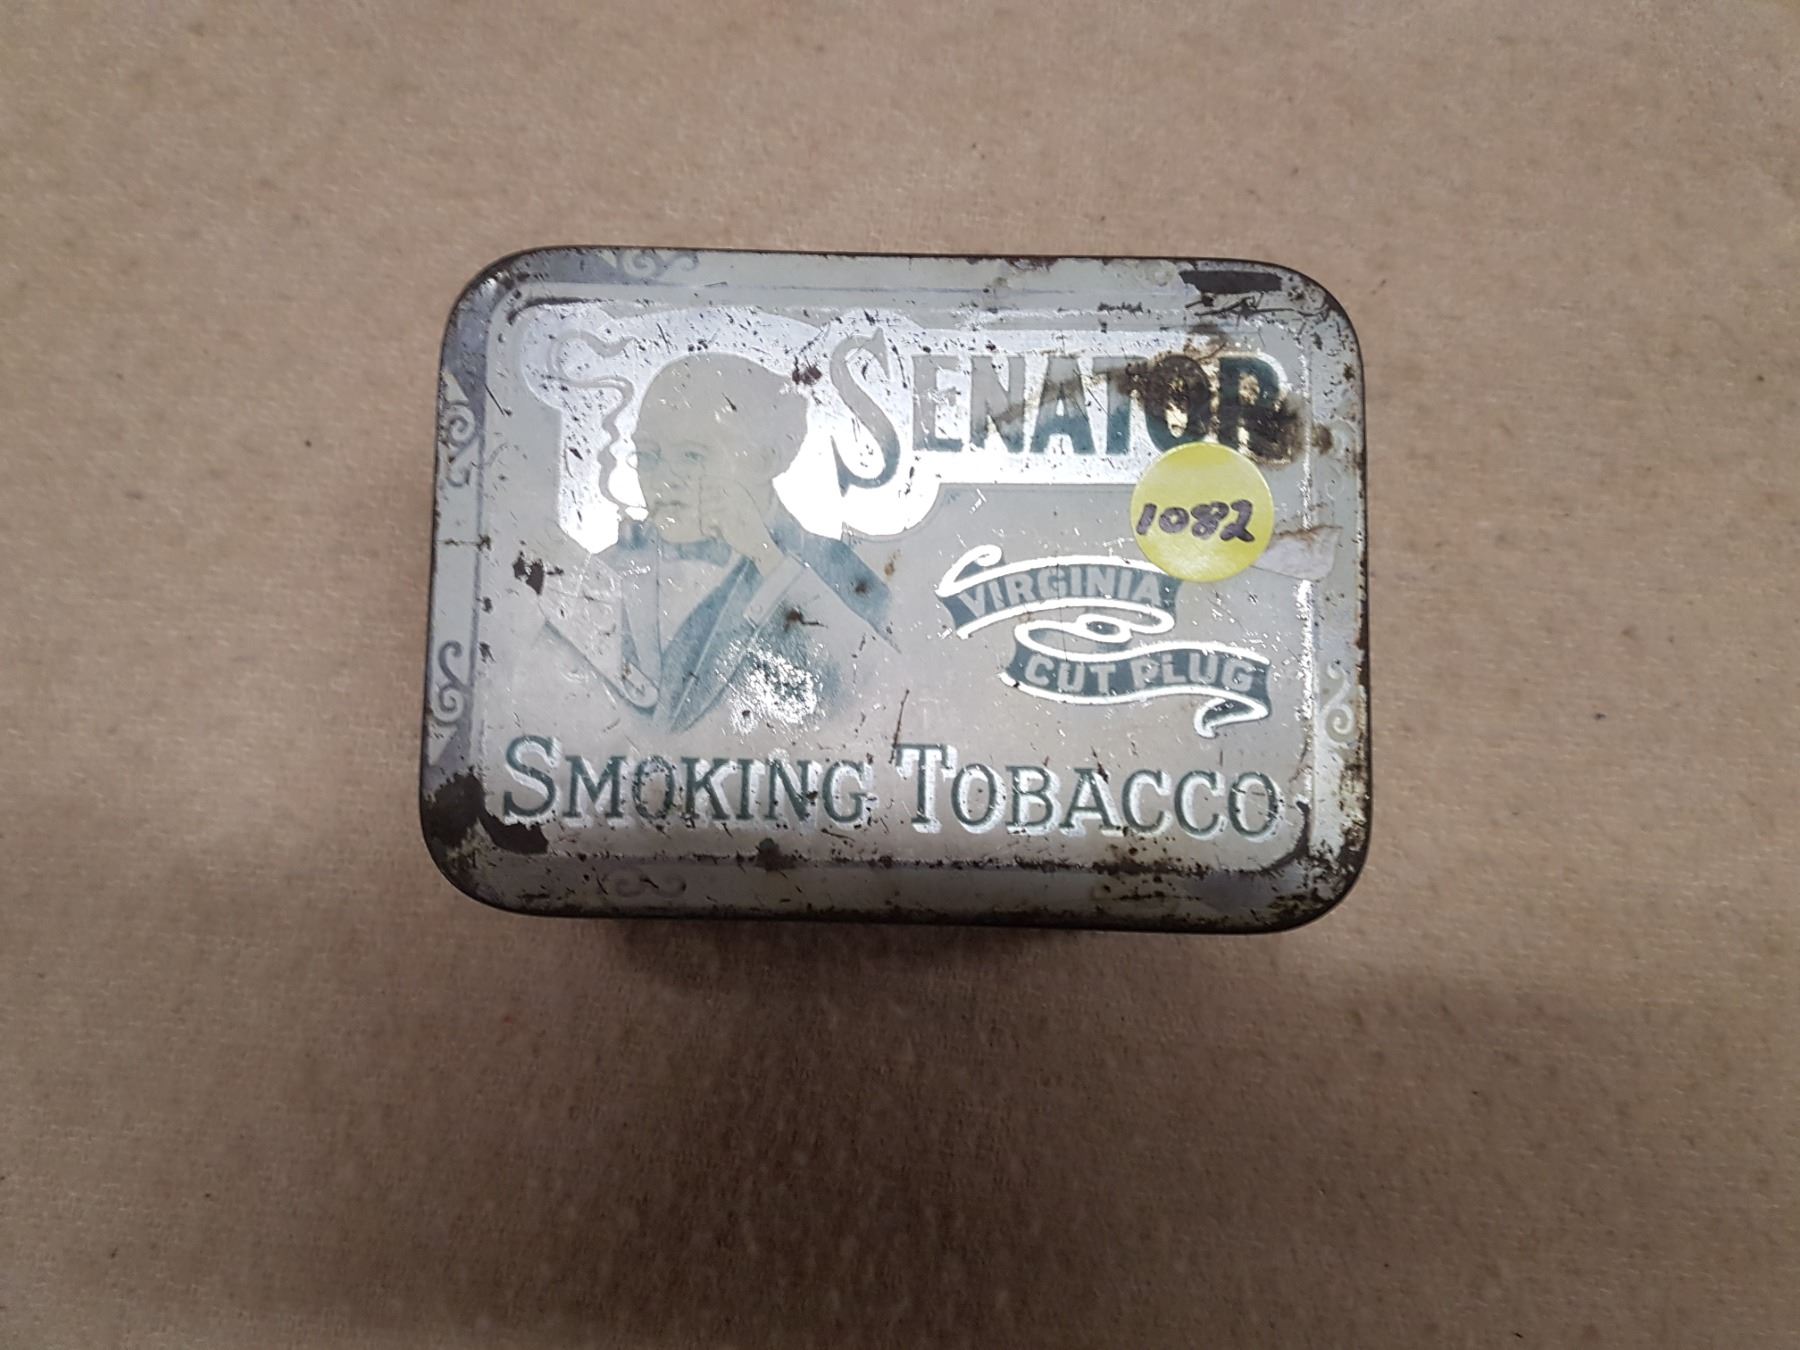 SENATOR
1082
VIRGINIA
CUT PLUG
SMOKING TOBACCO